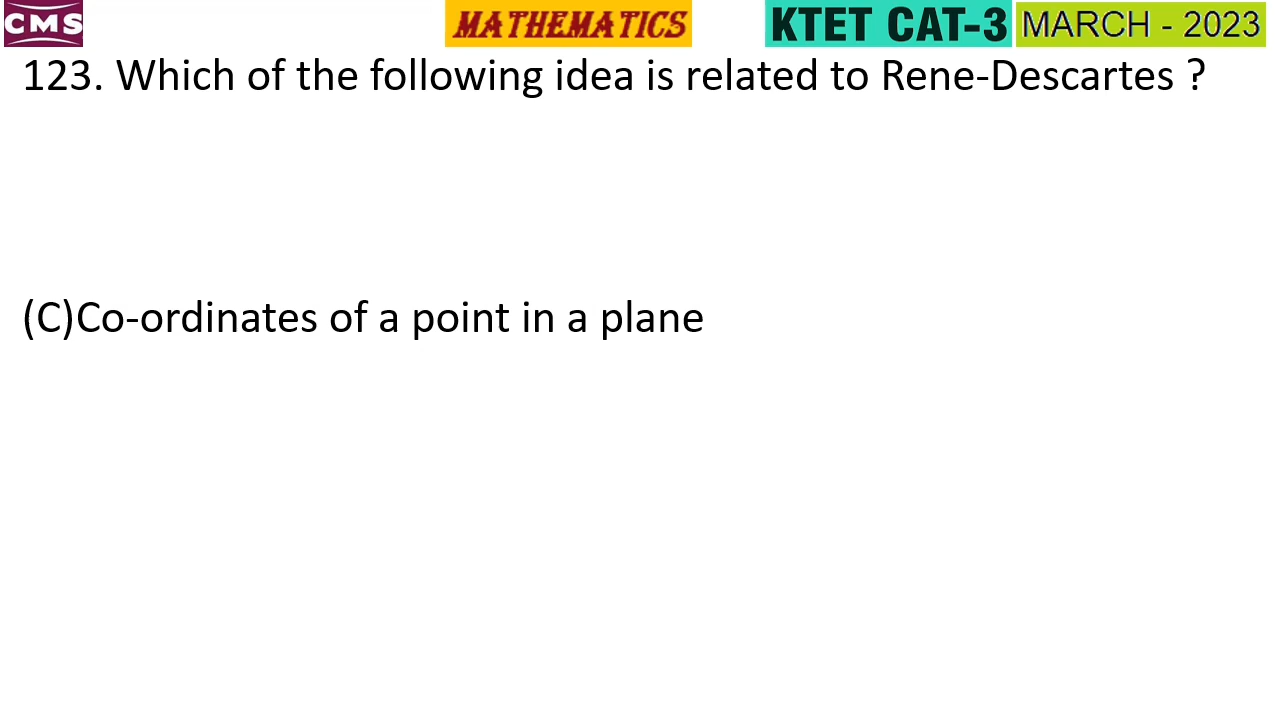 CMS MATHEMATICS KTET CAT-3 MARCH - 2023
123. Which of the following idea is related to Rene-Descartes ?
(C)Co-ordinates of a point in a plane